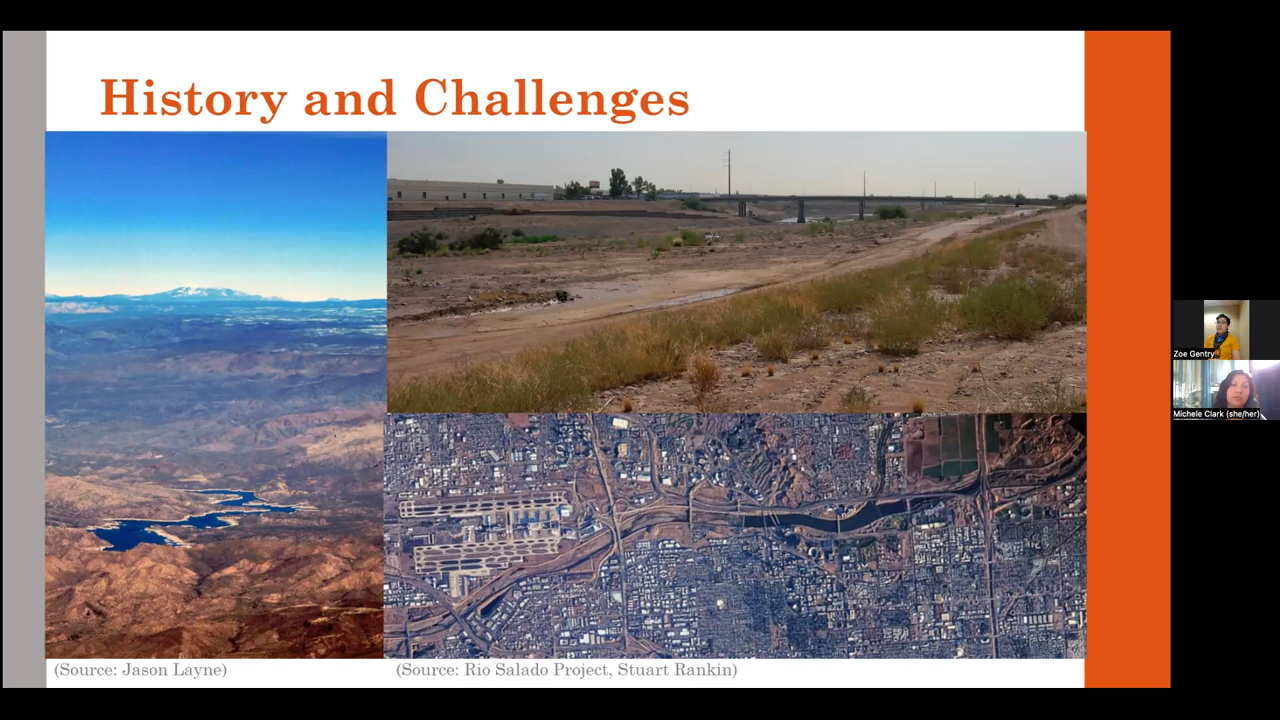 History and Challenges
(Source: Jason Layne)
(Source: Rio Salado Project, Stuart Rankin)
Zoe Gentry
Michele Clark (she/her)